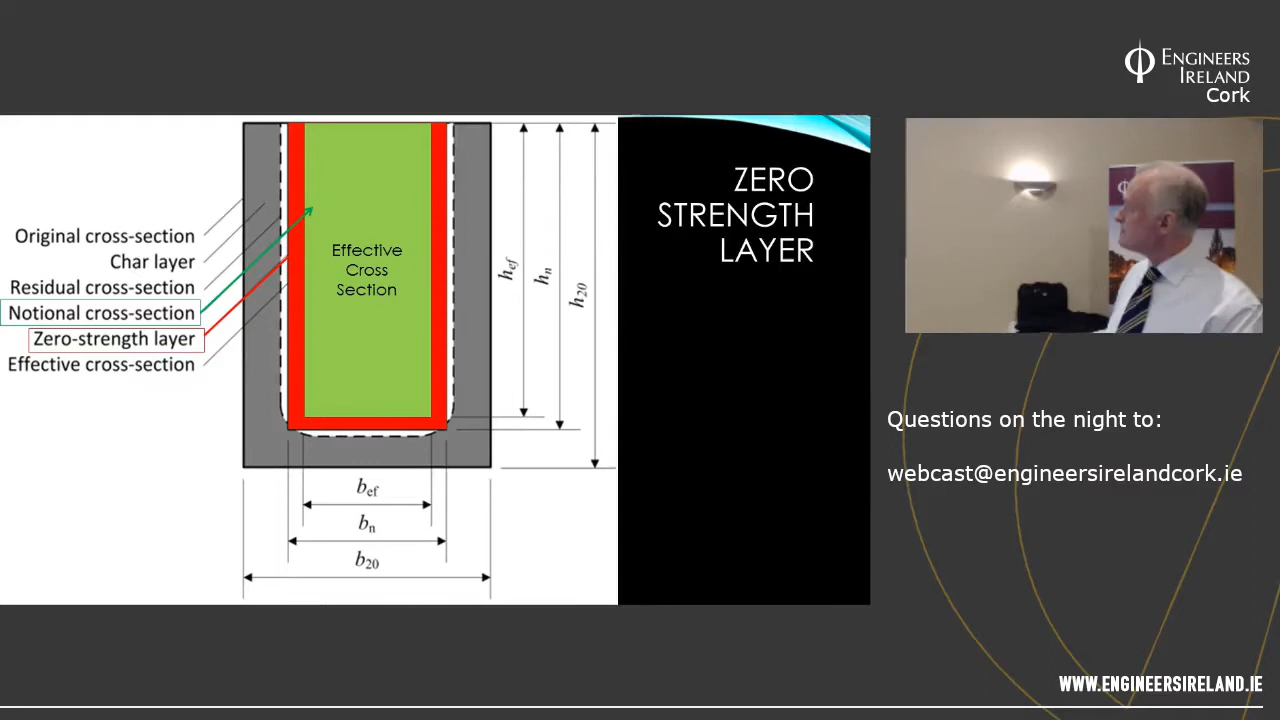 ENGINEERS
IRELAND
Cork
ZERO
STRENGTH
LAYER
Original cross-section
Char layer
Residual cross-section
Notional cross-section
Zero-strength layer
Effective cross-section
Effective
Cross
Section
hef
hn
h20
bef
bn
b20
Questions on the night to:
webcast@engineersirelandcork.ie
WWW.ENGINEERSIRELAND.IE